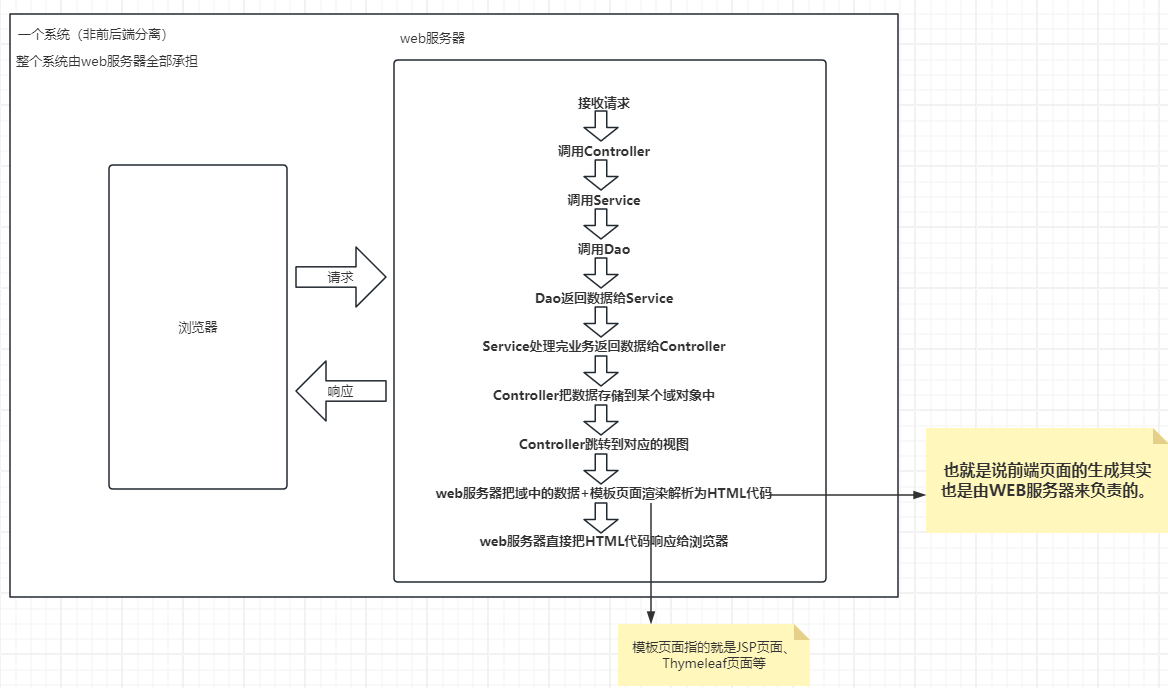 一个系统（非前后端分离）
整个系统由web服务器全部承担
web服务器
接收请求
调用Controller
调用Service
调用Dao
Dao返回数据给Service
Service处理完业务返回数据给Controller
Controller把数据存储到某个域对象中
Controller跳转到对应的视图
web服务器把域中的数据+模板页面渲染解析为HTML代码
web服务器直接把HTML代码响应给浏览器
浏览器
请求
响应
也就是说前端页面的生成其实
也是由WEB服务器来负责的。
模板页面指的就是JSP页面、
Thymeleaf页面等